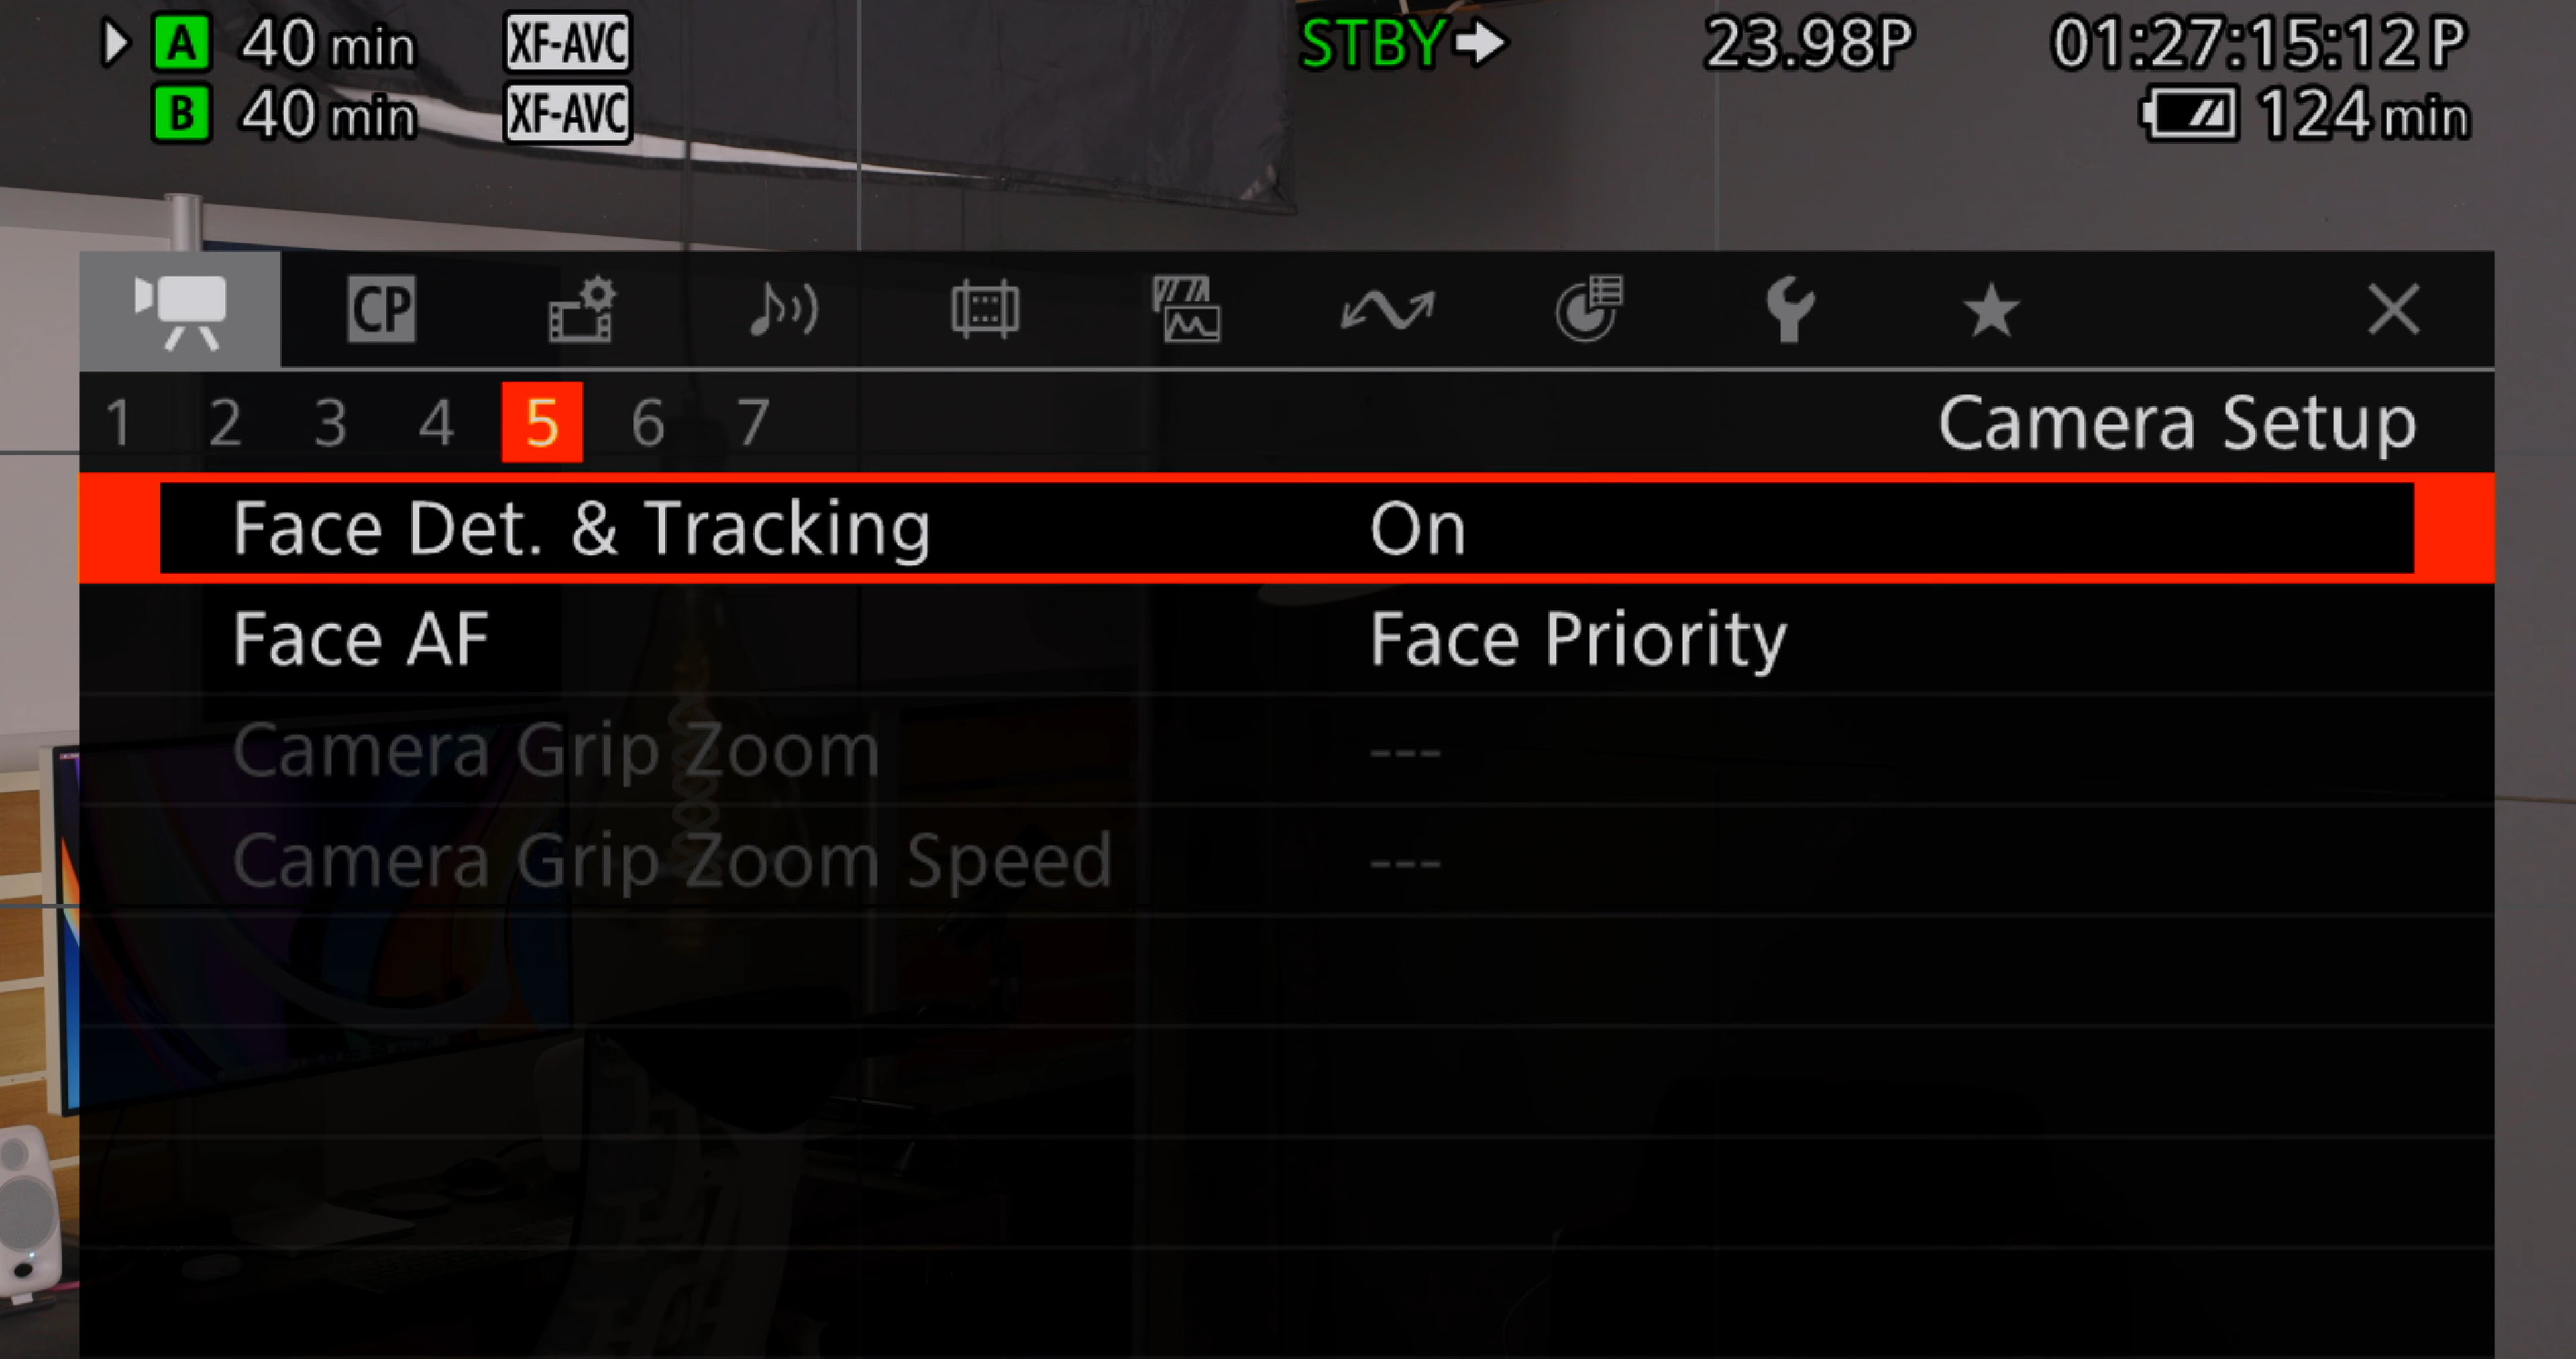 A 40 min XF-AVC STBY 23.98P 01:27:15:12 P
B 40 min XF-AVC 124 min
CP
1 2 3 4 5 6 7 Camera Setup
Face Det. & Tracking On
Face AF Face Priority
Camera Grip Zoom ---
Camera Grip Zoom Speed ---